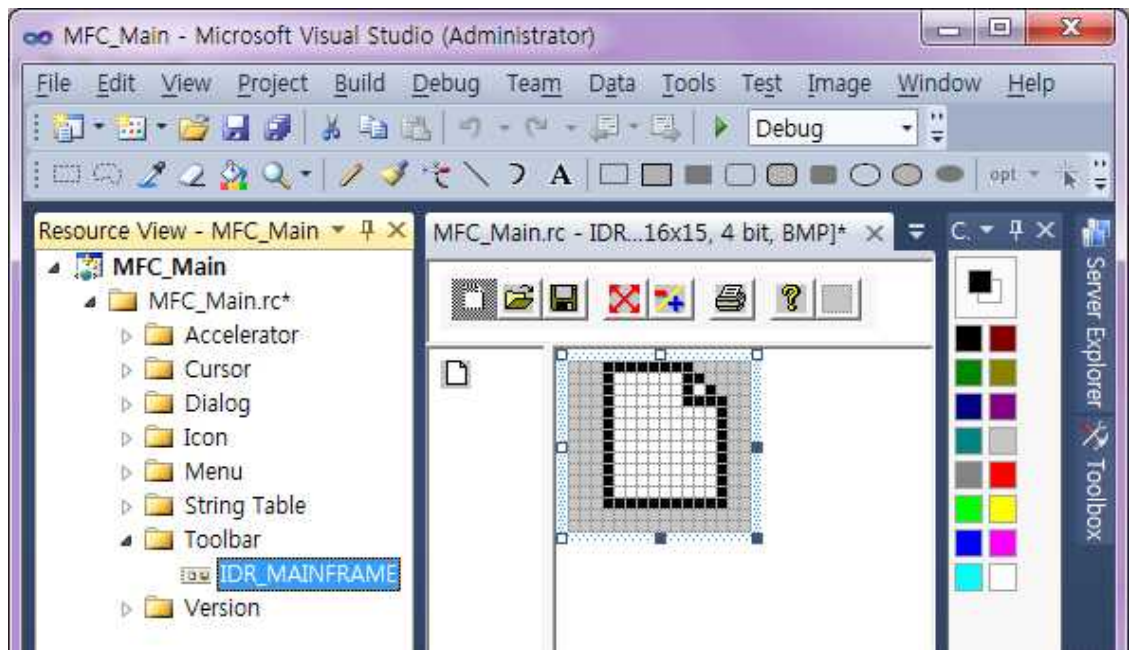 MFC_Main - Microsoft Visual Studio (Administrator)
File Edit View Project Build Debug Team Data Tools Test Image Window Help
Debug
A
opt
Resource View - MFC_Main
MFC_Main.rc - IDR...16x15, 4 bit, BMP]*
C.
MFC_Main
MFC_Main.rc*
Accelerator
Cursor
Dialog
Icon
Menu
String Table
Toolbar
IDR_MAINFRAME
Version
Server Explorer
Toolbox